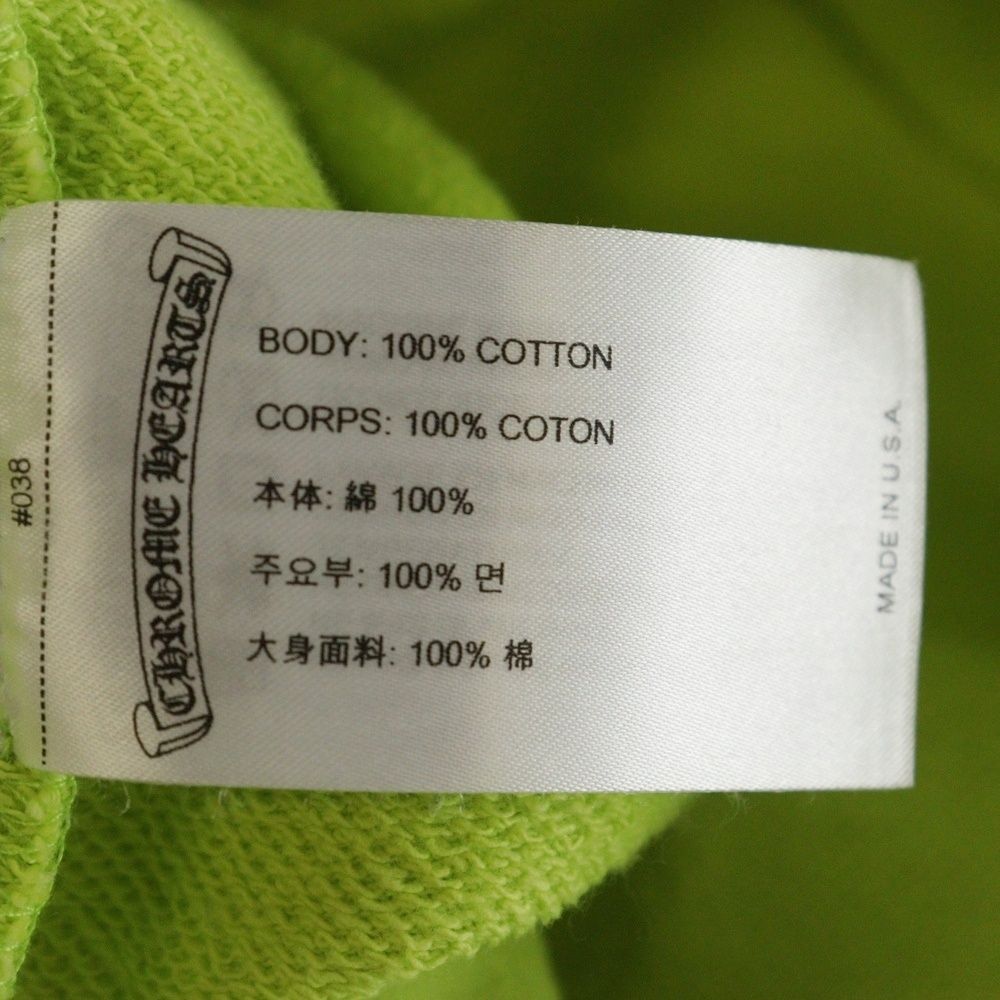 #038
CHROME HEARTS
BODY: 100% COTTON
CORPS: 100% COTON
本体: 綿 100%
주요부: 100% 면
大身面料: 100% 棉
MADE IN U.S.A.